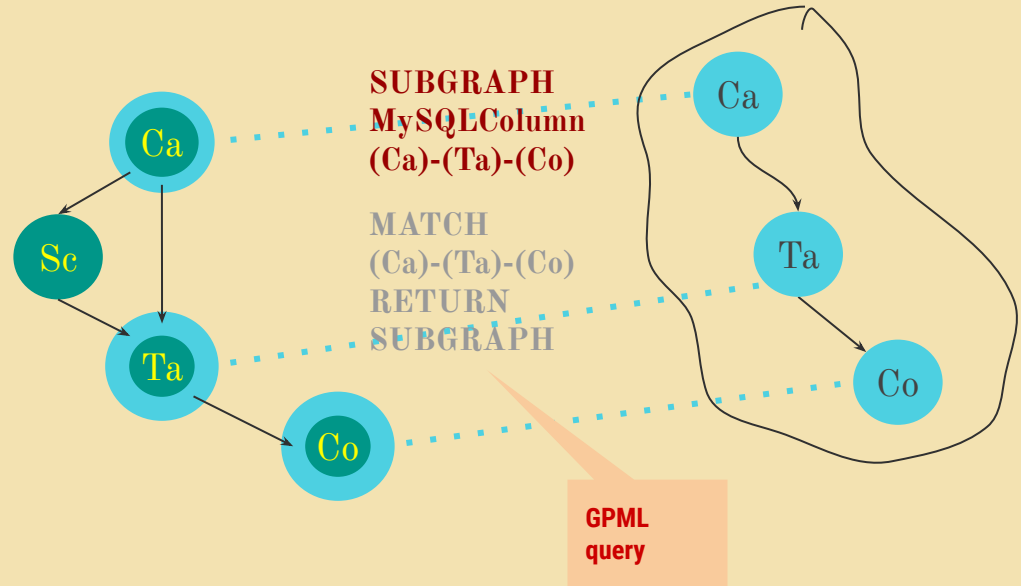 Ca
Sc
Ta
Co
SUBGRAPH
MySQLColumn
(Ca)-(Ta)-(Co)
MATCH
(Ca)-(Ta)-(Co)
RETURN
SUBGRAPH
Ca
Ta
Co
GPML
query